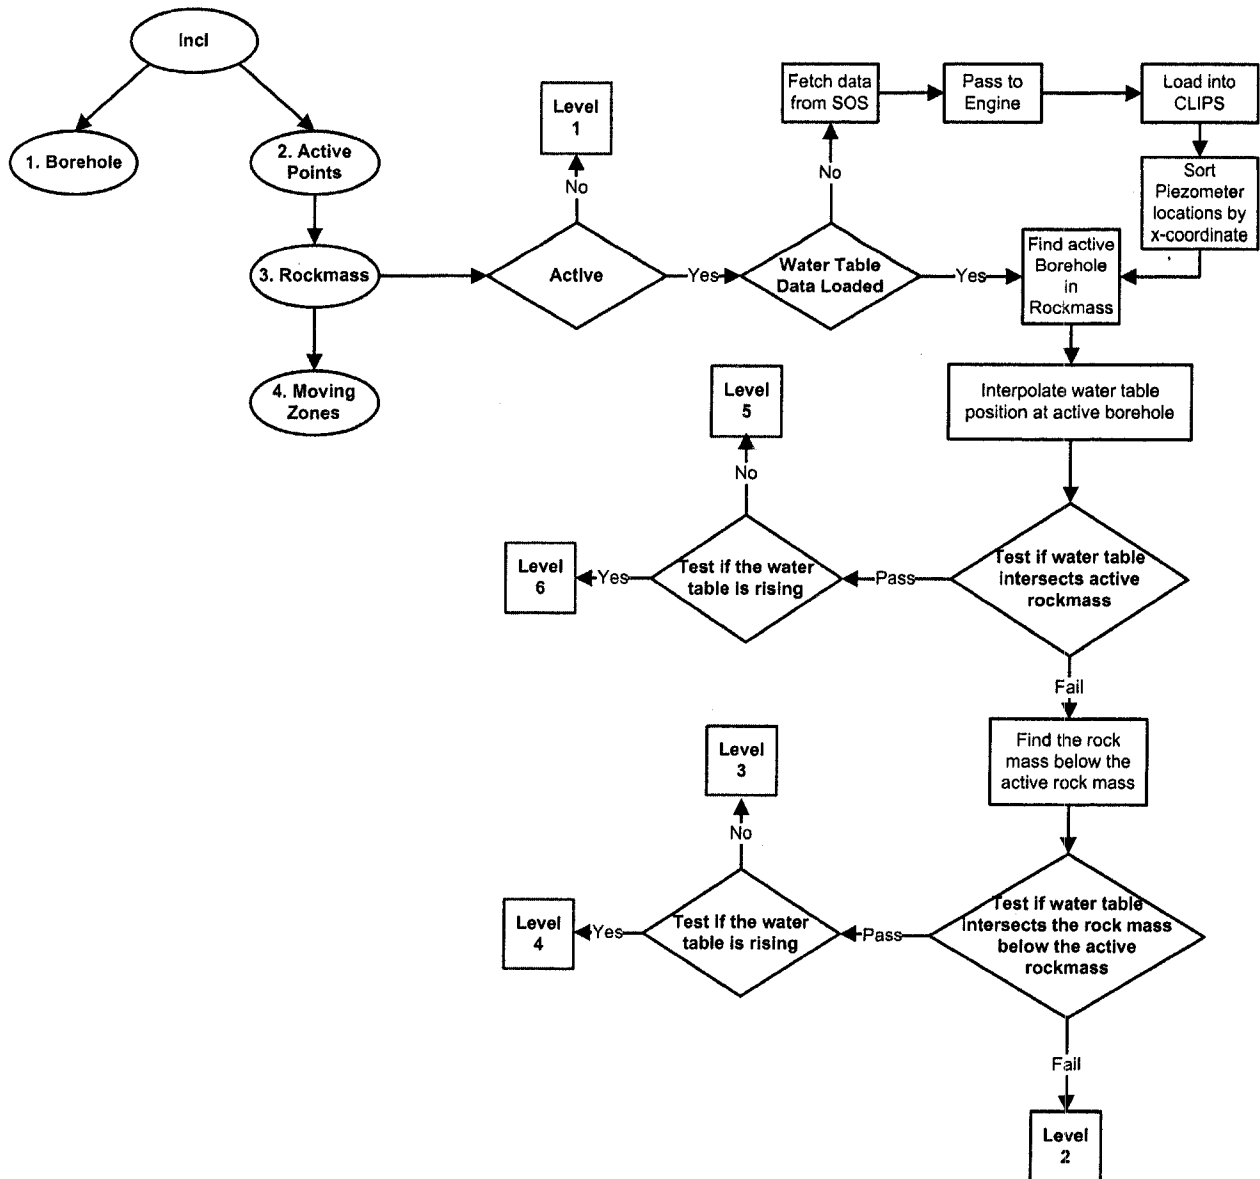 Incl
1. Borehole
2. Active
Points
3. Rockmass
4. Moving
Zones
Level
1
No
Active
Yes
Fetch data
from SOS
Pass to
Engine
Load into
CLIPS
No
Sort
Piezometer
locations by
x-coordinate
Water Table
Data Loaded
Yes
Find active
Borehole
in
Rockmass
Interpolate water table
position at active borehole
Level
5
No
Test if water table
intersects active
rockmass
Pass
Test if the water
table is rising
Yes
Level
6
Fail
Find the rock
mass below the
active rock mass
Level
3
No
Test if water table
intersects the rock mass
below the active
rockmass
Pass
Test if the water
table is rising
Yes
Level
4
Fail
Level
2